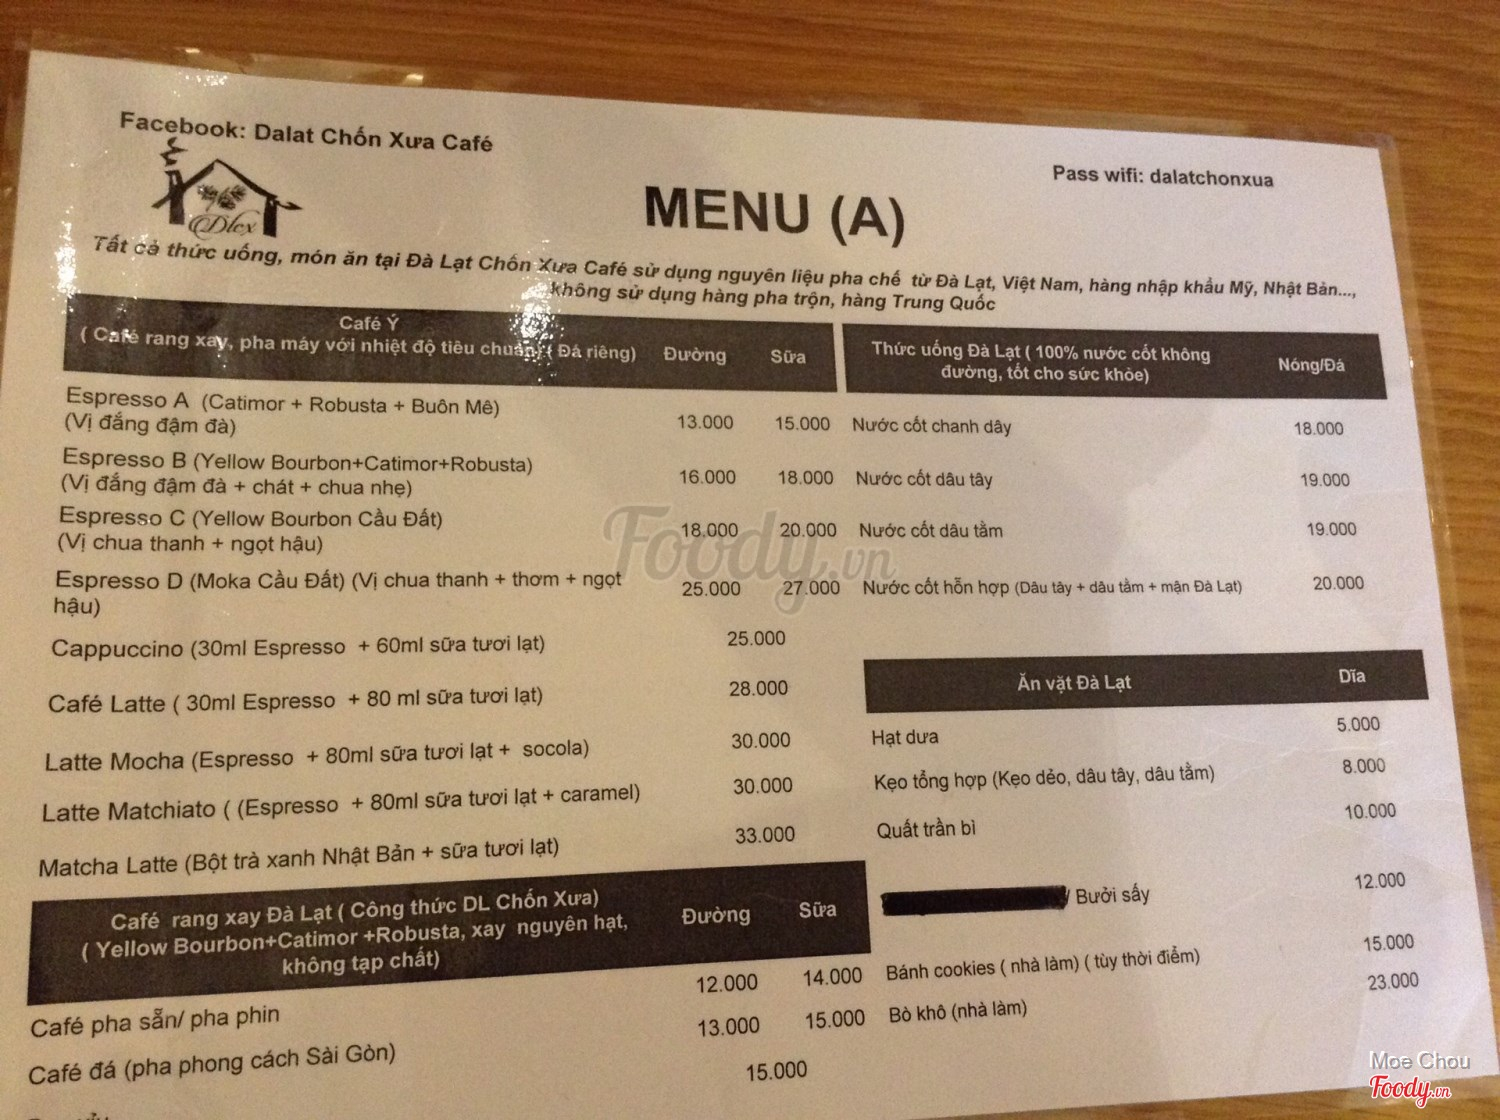 Facebook: Dalat Chốn Xưa Café
Dlcx
Pass wifi: dalatchonxua
MENU (A)
Tất cả thức uống, món ăn tại Đà Lạt Chốn Xưa Café sử dụng nguyên liệu pha chế từ Đà Lạt, Việt Nam, hàng nhập khẩu Mỹ, Nhật Bản...,
không sử dụng hàng pha trộn, hàng Trung Quốc
Café Ý
( Café rang xay, pha máy với nhiệt độ tiêu chuẩn) ( Đá riêng) Đường Sữa
Espresso A (Catimor + Robusta + Buôn Mê)
(Vị đắng đậm đà) 13.000 15.000
Espresso B (Yellow Bourbon+Catimor+Robusta)
(Vị đắng đậm đà + chát + chua nhẹ) 16.000 18.000
Espresso C (Yellow Bourbon Cầu Đất)
(Vị chua thanh + ngọt hậu) 18.000 20.000
Espresso D (Moka Cầu Đất) (Vị chua thanh + thơm + ngọt
hậu) 25.000 27.000
Cappuccino (30ml Espresso + 60ml sữa tươi lạt) 25.000
Café Latte ( 30ml Espresso + 80 ml sữa tươi lạt) 28.000
Latte Mocha (Espresso + 80ml sữa tươi lạt + socola) 30.000
Latte Matchiato ( (Espresso + 80ml sữa tươi lạt + caramel) 30.000
Matcha Latte (Bột trà xanh Nhật Bản + sữa tươi lạt) 33.000
Café rang xay Đà Lạt ( Công thức DL Chốn Xưa)
( Yellow Bourbon+Catimor +Robusta, xay nguyên hạt,
không tạp chất) Đường Sữa
Café pha sẵn/ pha phin 12.000 14.000
Café đá (pha phong cách Sài Gòn) 13.000 15.000
15.000
Thức uống Đà Lạt ( 100% nước cốt không
đường, tốt cho sức khỏe) Nóng/Đá
Nước cốt chanh dây 18.000
Nước cốt dâu tây 19.000
Nước cốt dâu tằm 19.000
Nước cốt hỗn hợp (Dâu tây + dâu tằm + mận Đà Lạt) 20.000
Ăn vặt Đà Lạt Dĩa
Hạt dưa 5.000
Kẹo tổng hợp (Kẹo dẻo, dâu tây, dâu tằm) 8.000
Quất trần bì 10.000
/ Bưởi sấy 12.000
Bánh cookies ( nhà làm) ( tùy thời điểm) 15.000
Bò khô (nhà làm) 23.000
Foody.vn
Moe Chou
Foody.vn